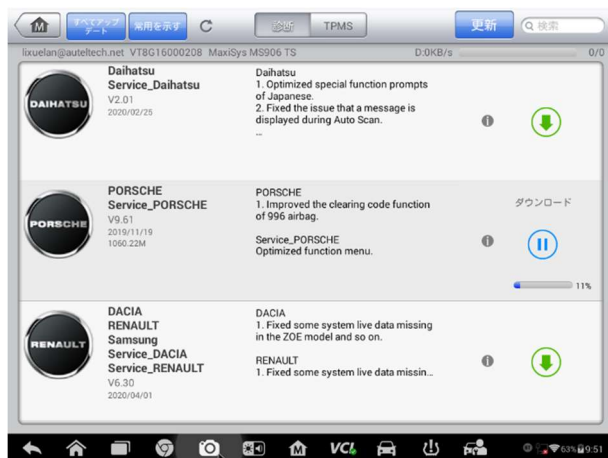 すべてアップ
デート
常用を示す
診断
TPMS
更新
検索
lixuelan@auteltech.net VT8G16000208 MaxiSys MS906 TS
D:0KB/s
0/0
DAIHATSU
Daihatsu
Service_Daihatsu
V2.01
2020/02/25
Daihatsu
1. Optimized special function prompts
of Japanese.
2. Fixed the issue that a message is
displayed during Auto Scan.
...
PORSCHE
PORSCHE
Service_PORSCHE
V9.61
2019/11/19
1060.22M
PORSCHE
1. Improved the clearing code function
of 996 airbag.
Service_PORSCHE
Optimized function menu.
ダウンロード
11%
RENAULT
DACIA
RENAULT
Samsung
Service_DACIA
Service_RENAULT
V6.30
2020/04/01
DACIA
1. Fixed some system live data missing
in the ZOE model and so on.
RENAULT
1. Fixed some system live data missin...
M
VCI
63%
9:51